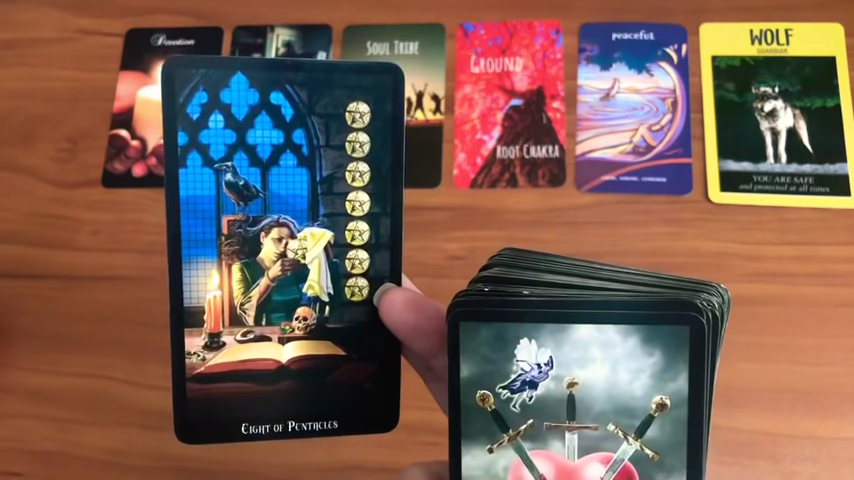 Devotion
SOUL TRIBE
GROUND
ROOT CHAKRA
peaceful
WOLF
GUARDIAN
YOU ARE SAFE
and protected at all times
EIGHT OF PENTACLES